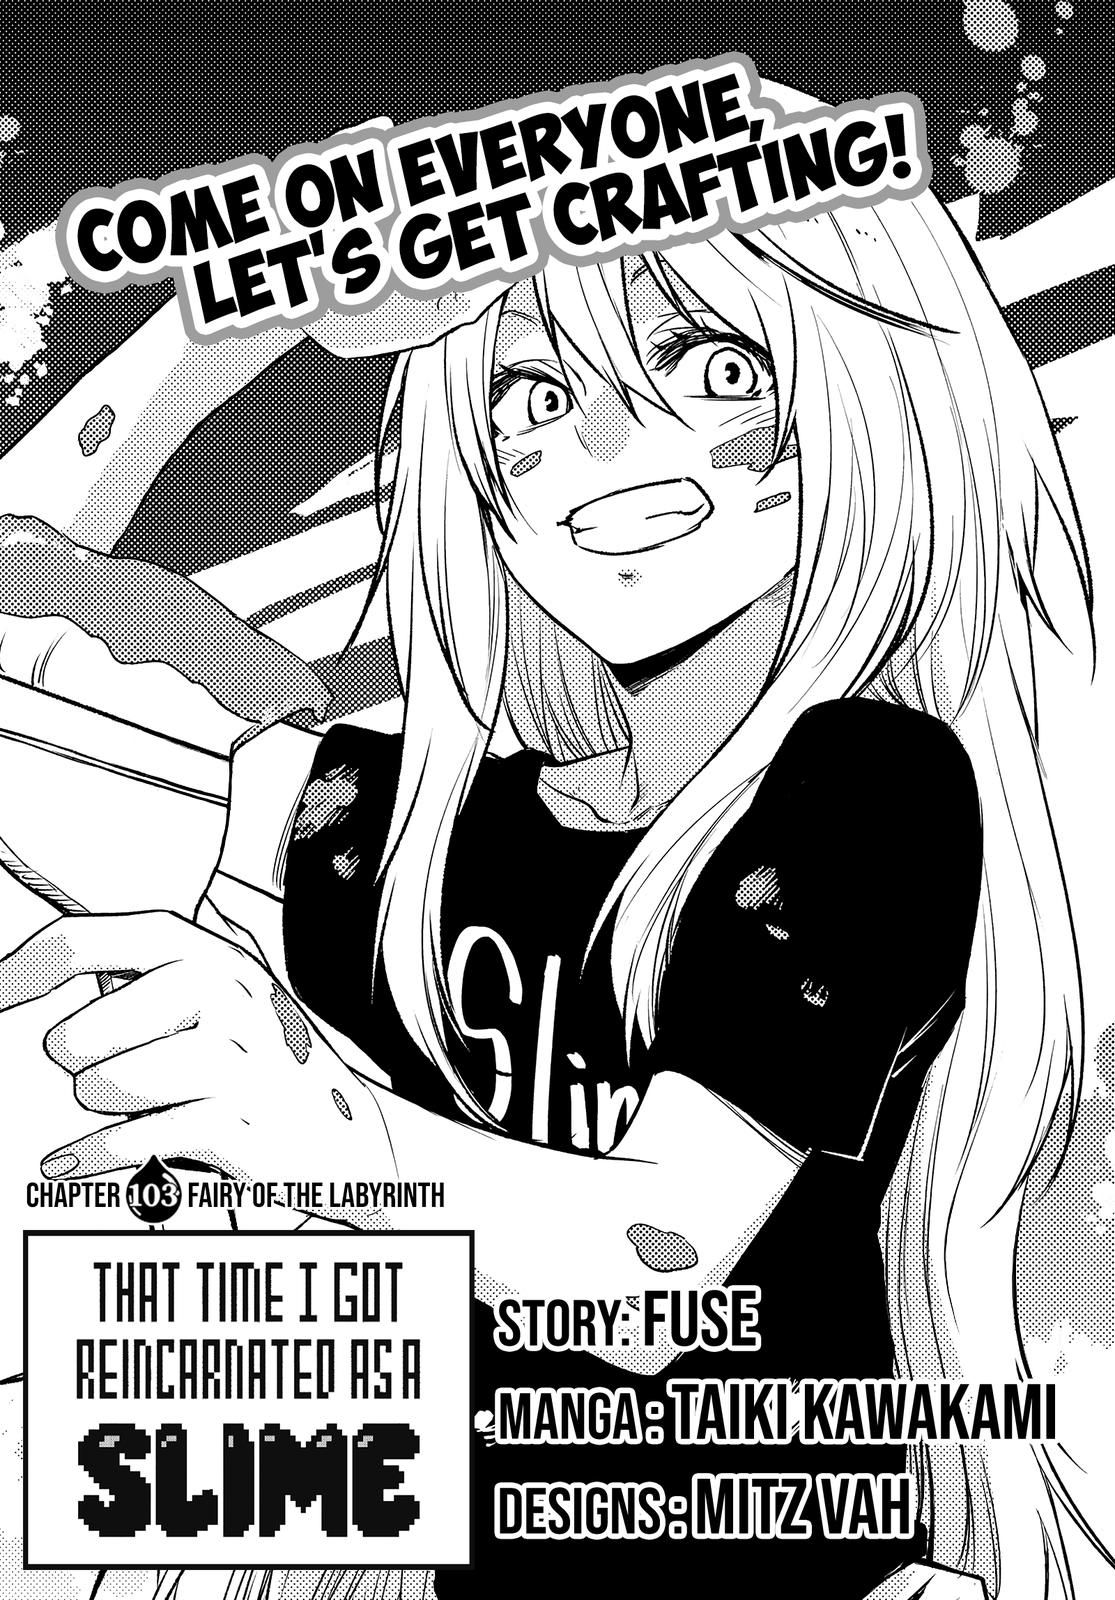 COME ON EVERYONE,
LET'S GET CRAFTING!
Slim
CHAPTER 103 FAIRY OF THE LABYRINTH
THAT TIME I GOT
REINCARNATED AS A
SLIME
STORY: FUSE
MANGA: TAIKI KAWAKAMI
DESIGNS: MITZ VAH